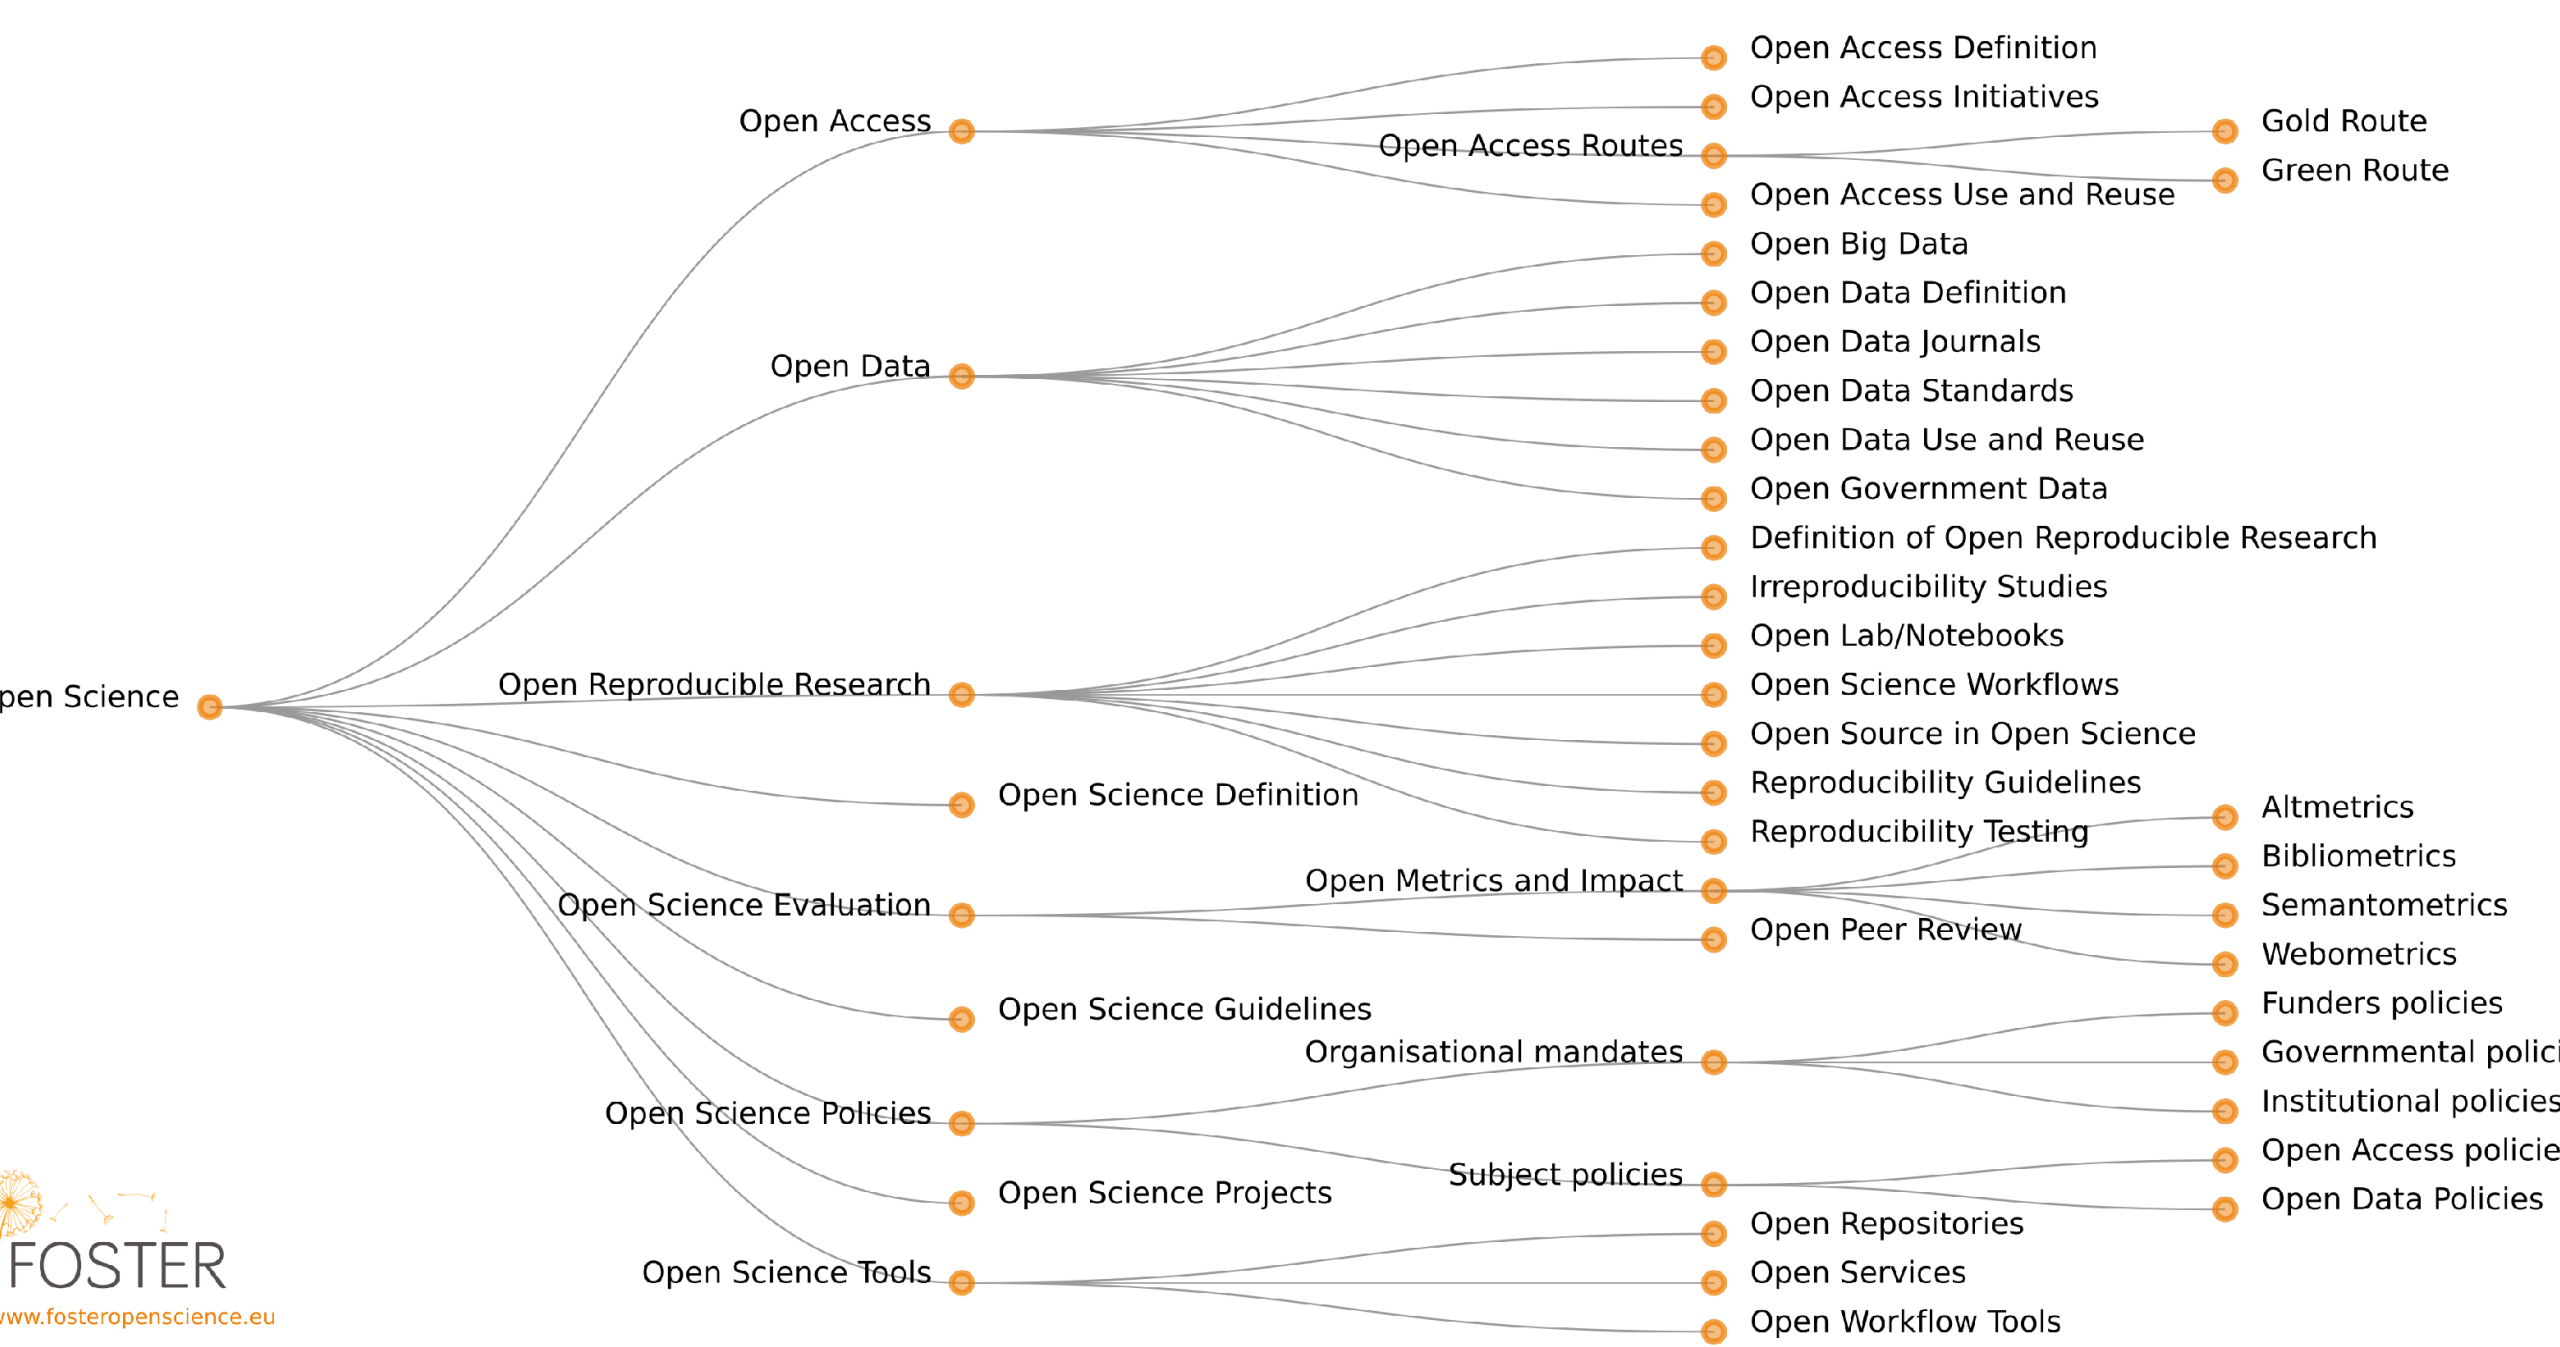 Open Access Definition
Open Access Initiatives
Open Access
Open Access Routes
Gold Route
Green Route
Open Access Use and Reuse
Open Big Data
Open Data Definition
Open Data Journals
Open Data
Open Data Standards
Open Data Use and Reuse
Open Government Data
Definition of Open Reproducible Research
Irreproducibility Studies
Open Lab/Notebooks
pen Science
Open Reproducible Research
Open Science Workflows
Open Source in Open Science
Reproducibility Guidelines
Open Science Definition
Reproducibility Testing
Altmetrics
Bibliometrics
Open Metrics and Impact
Open Science Evaluation
Semantometrics
Open Peer Review
Webometrics
Open Science Guidelines
Funders policies
Organisational mandates
Governmental polici
Institutional policies
Open Science Policies
Open Access policie
Subject policies
Open Data Policies
Open Science Projects
Open Repositories
Open Science Tools
Open Services
Open Workflow Tools
FOSTER
www.fosteropenscience.eu